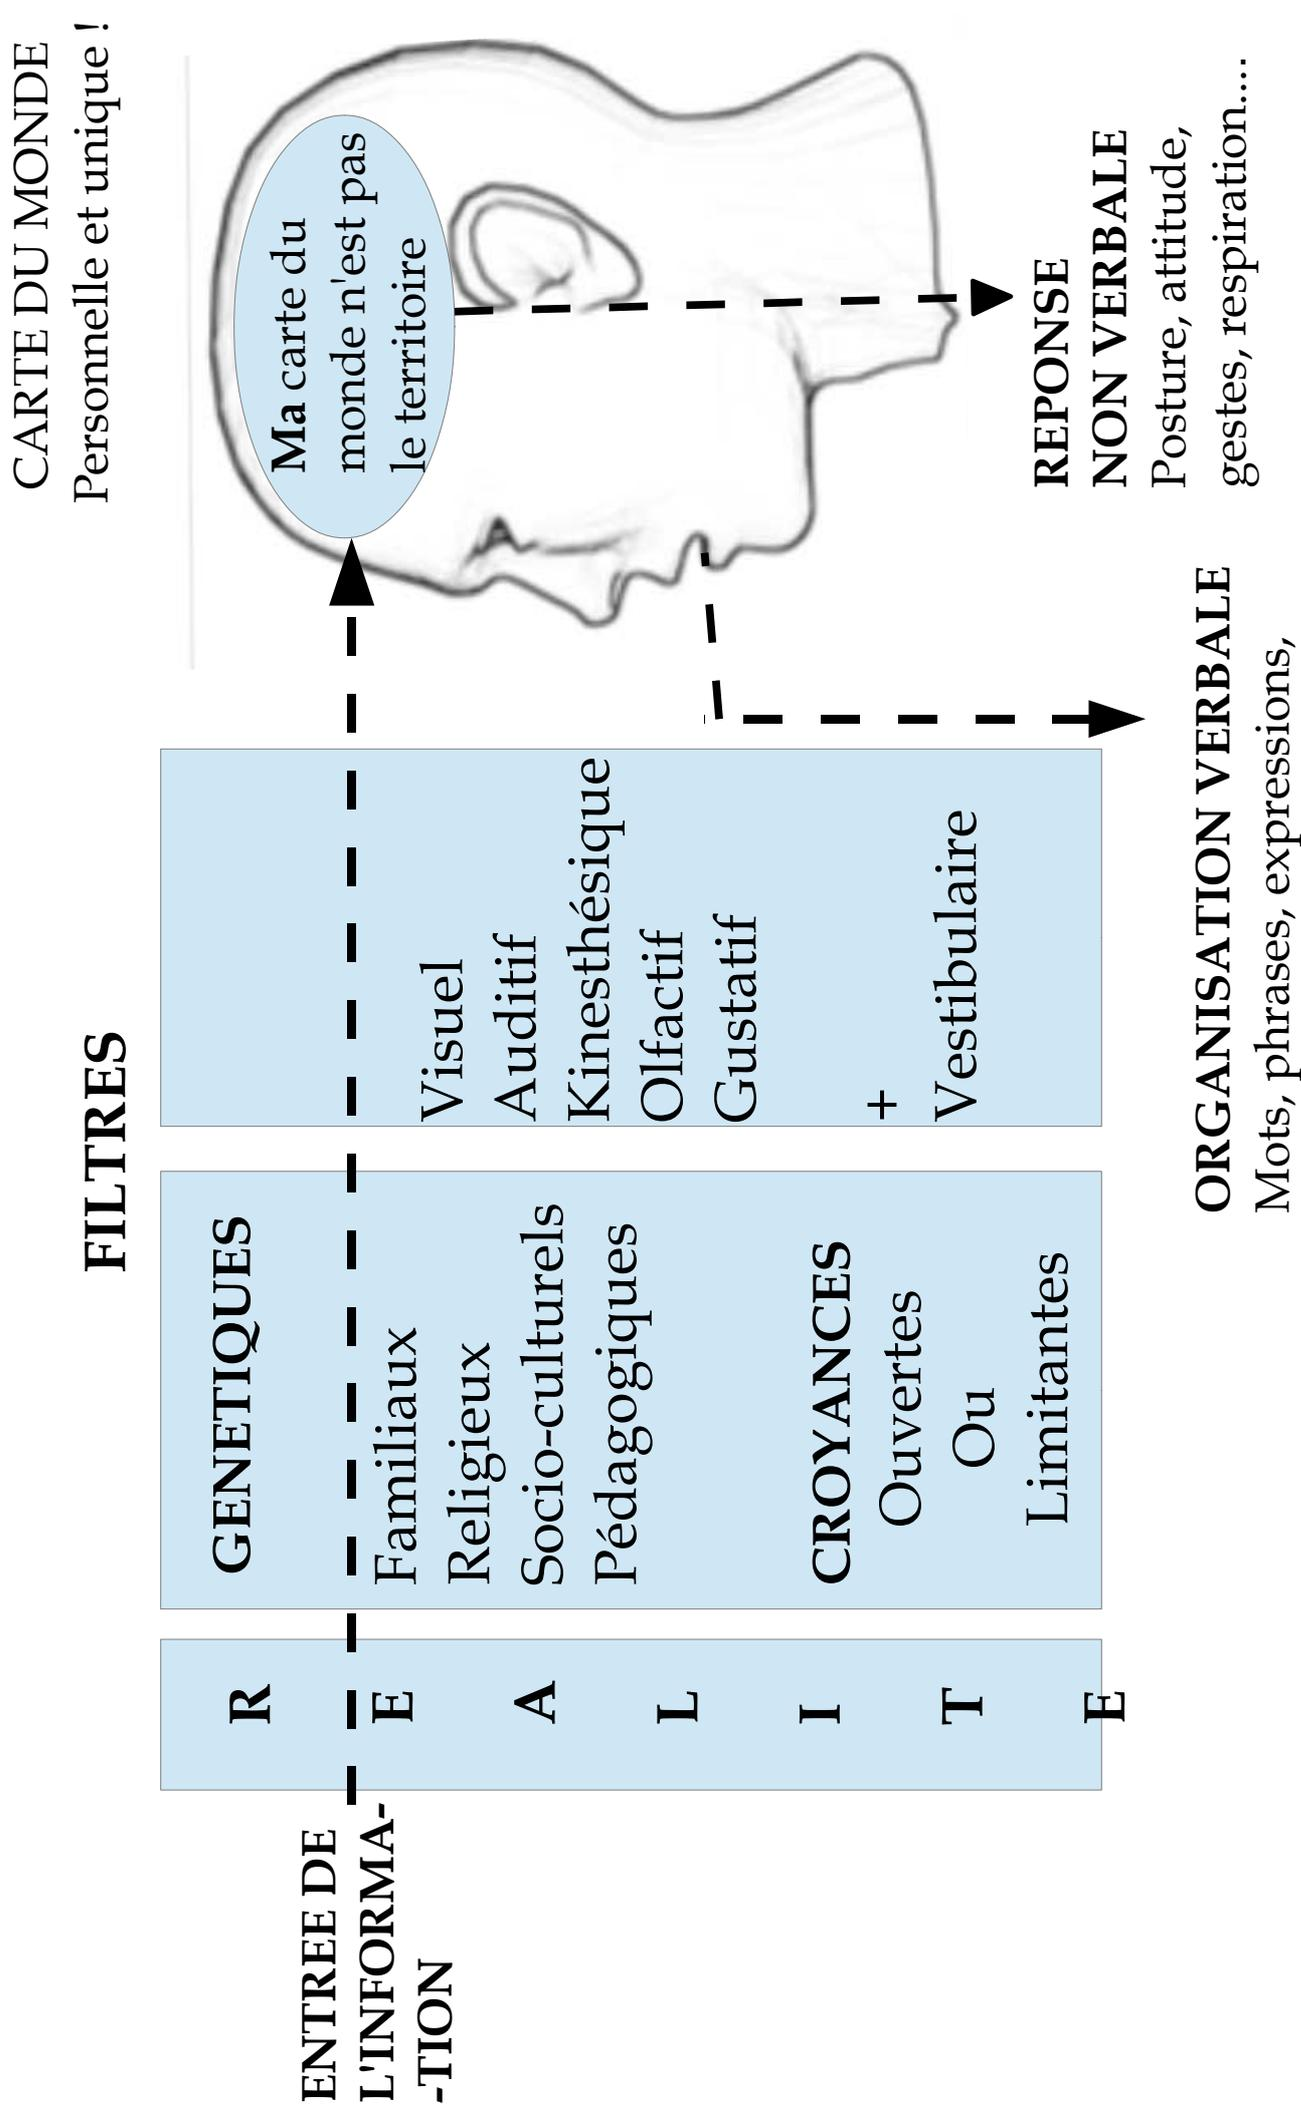 FILTRES
CARTE DU MONDE
Personnelle et unique !
ENTREE DE
L'INFORMA-
-TION
R
E
A
L
I
T
E
GENETIQUES
Familiaux
Religieux
Socio-culturels
Pédagogiques
CROYANCES
Ouvertes
Ou
Limitantes
Visuel
Auditif
Kinesthésique
Olfactif
Gustatif
+
Vestibulaire
Ma carte du
monde n'est pas
le territoire
ORGANISATION VERBALE
Mots, phrases, expressions,
REPONSE
NON VERBALE
Posture, attitude,
gestes, respiration....